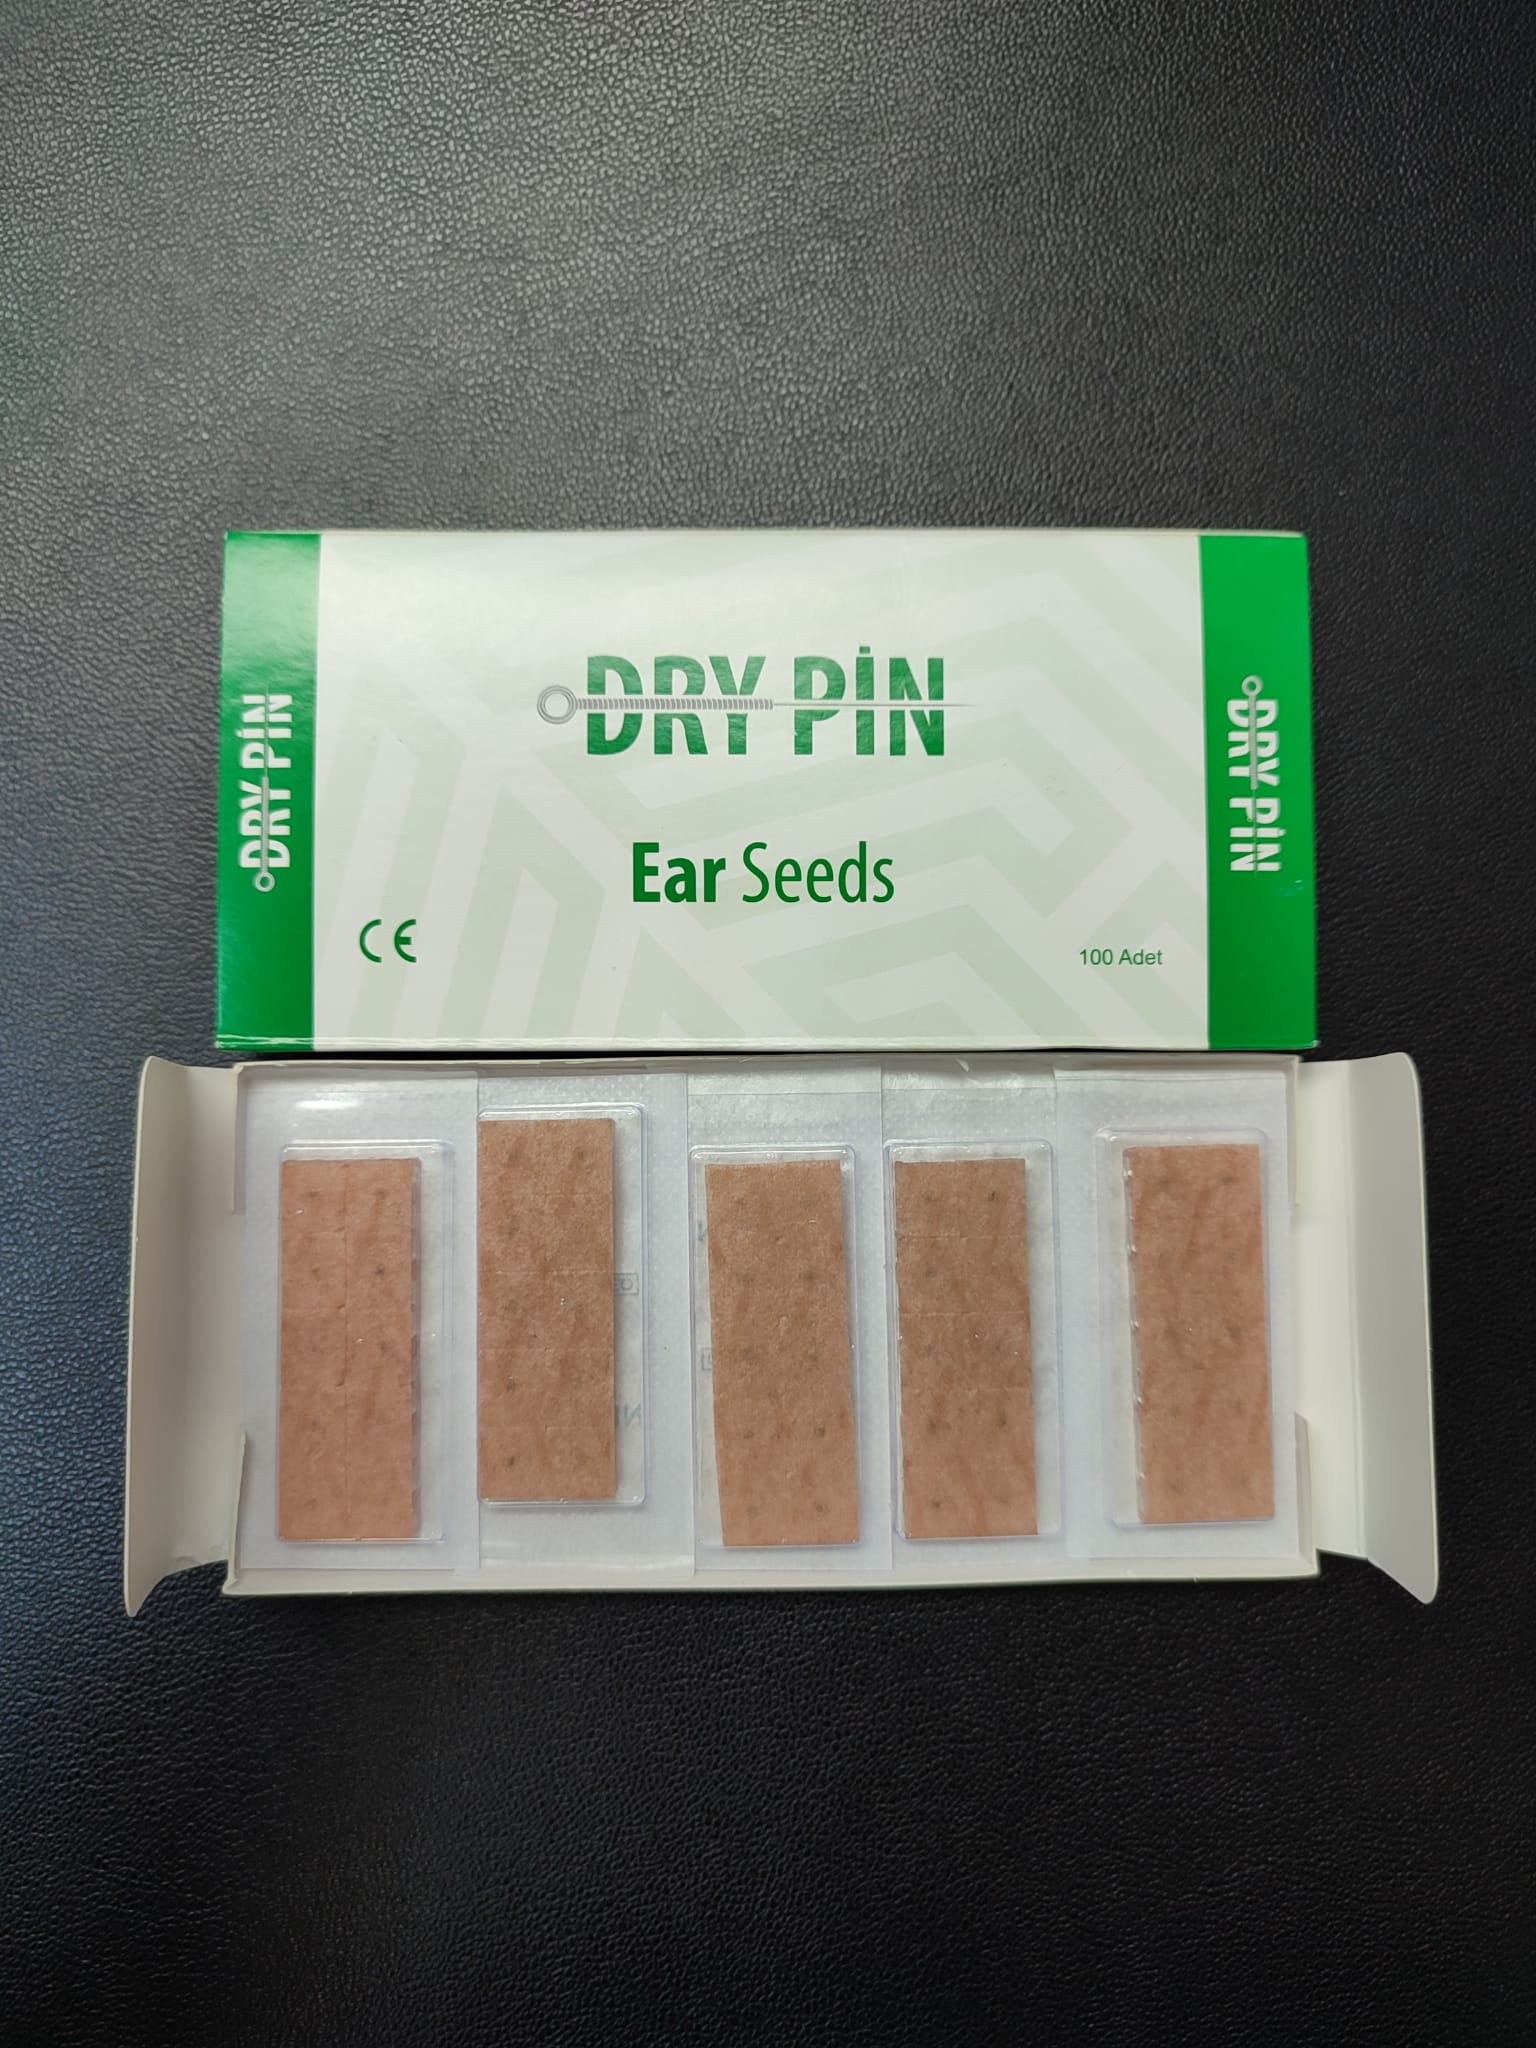 DRY PİN
DRY PİN
DRY PİN
Ear Seeds
CE
100 Adet